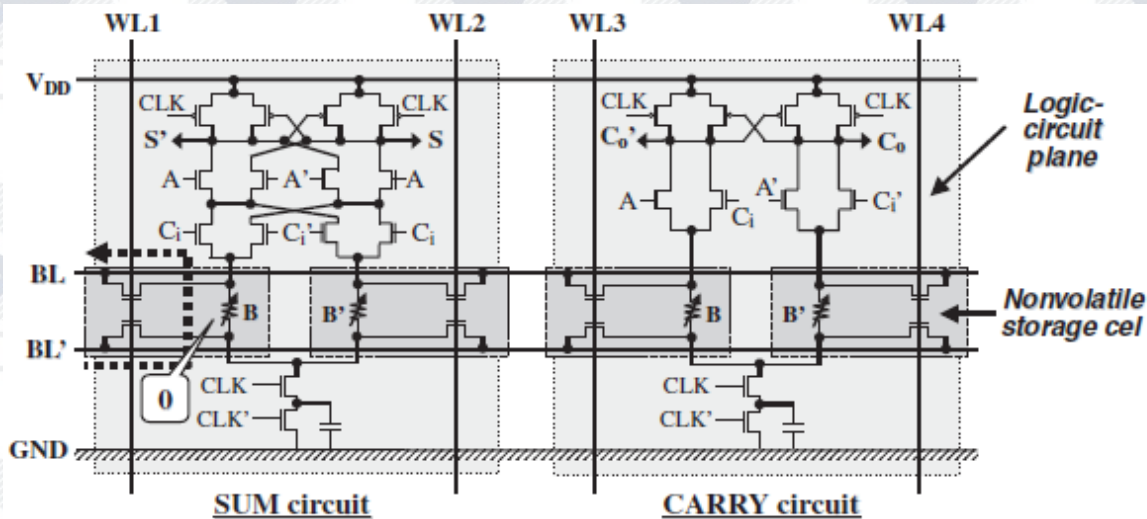 WL1 WL2 WL3 WL4
VDD
CLK CLK CLK CLK
S' S Co' Co
Logic-
circuit
plane
A A' A A Ci A' Ci'
Ci Ci' Ci
BL
B B' B B'
Nonvolatile
storage cel
BL'
0
CLK CLK
CLK' CLK'
GND
SUM circuit CARRY circuit